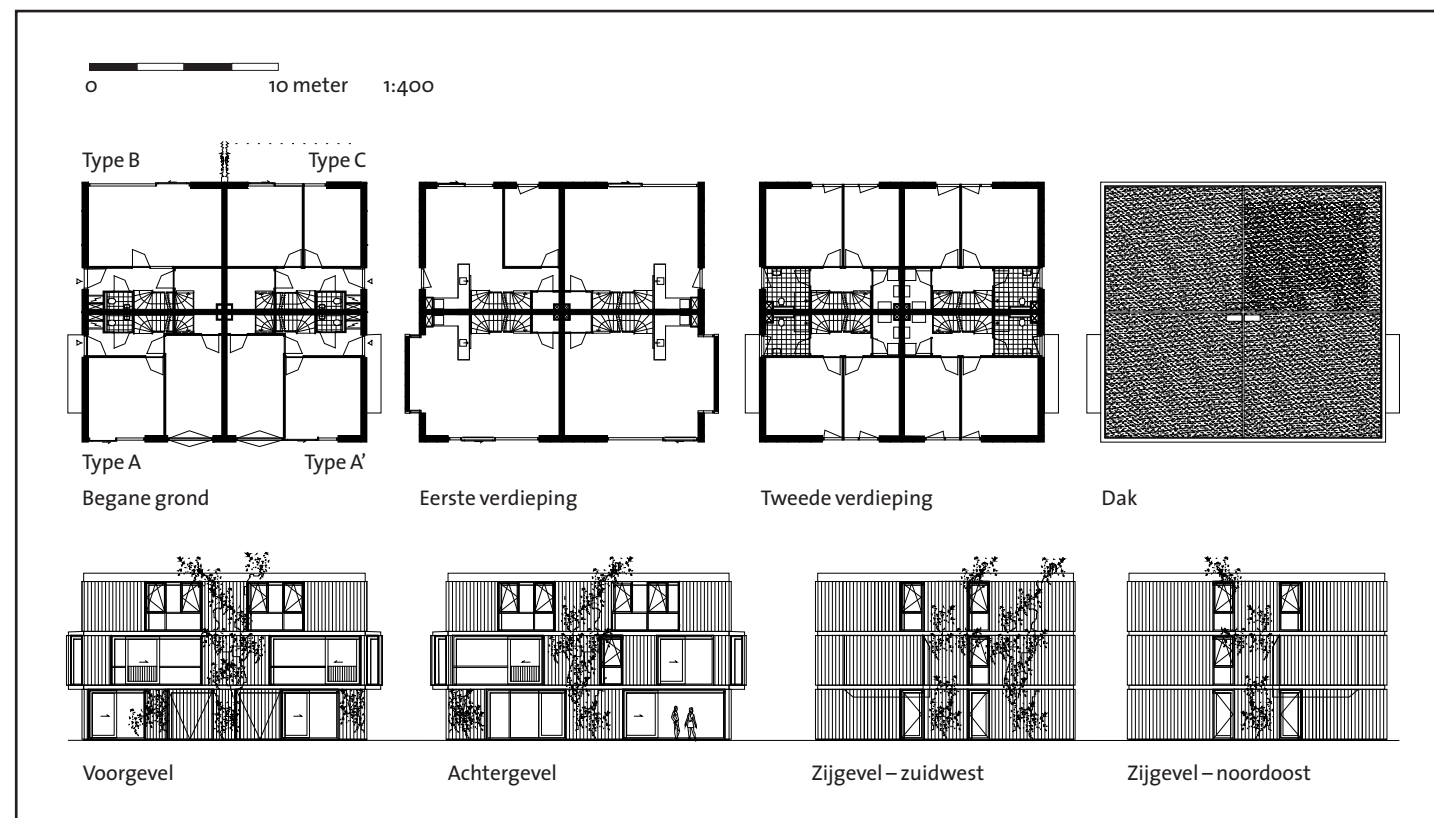 0 10 meter 1:400
Type B Type C
Type A Type A’
Begane grond Eerste verdieping Tweede verdieping Dak
Voorgevel Achtergevel Zijgevel – zuidwest Zijgevel – noordoost